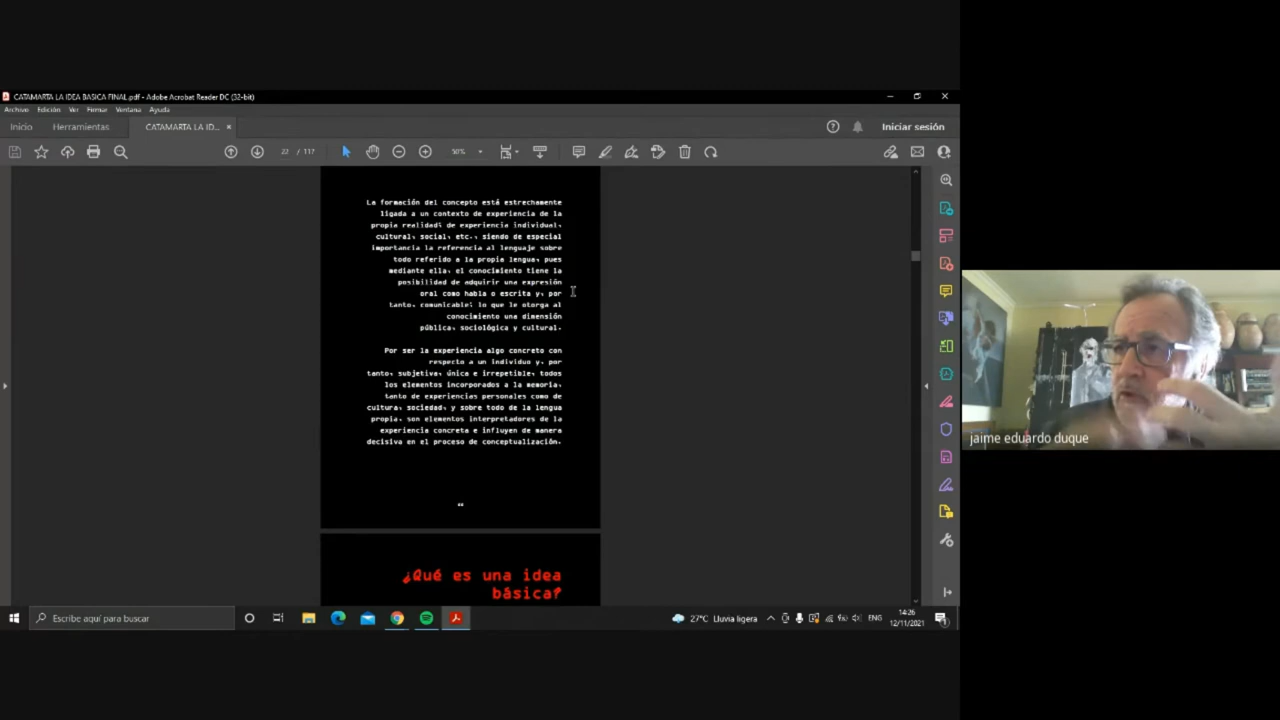 CATAMARTA LA IDEA BASICA FINAL.pdf - Adobe Acrobat Reader DC (32-bit)
Archivo Edición Ver Firmar Ventana Ayuda
Inicio Herramientas CATAMARTA LA ID... × Iniciar sesión
22 / 117 50%
La formación del concepto está estrechamente
ligada a un contexto de experiencia de la
propia realidad; de experiencia individual,
cultural, social, etc., siendo de especial
importancia la referencia al lenguaje sobre
todo referido a la propia lengua, pues
mediante ella, el conocimiento tiene la
posibilidad de adquirir una expresión
oral como habla o escrita y, por
tanto, comunicable; lo que le otorga al
conocimiento una dimensión
pública, sociológica y cultural.
Por ser la experiencia algo concreto con
respecto a un individuo y, por
tanto, subjetiva, única e irrepetible, todos
los elementos incorporados a la memoria,
tanto de experiencias personales como de
cultura, sociedad, y sobre todo de la lengua
propia, son elementos interpretadores de la
experiencia concreta e influyen de manera
decisiva en el proceso de conceptualización.
¿Qué es una idea
básica?
jaime eduardo duque
Escribe aquí para buscar
27°C Lluvia ligera ENG
14:26
12/11/2021